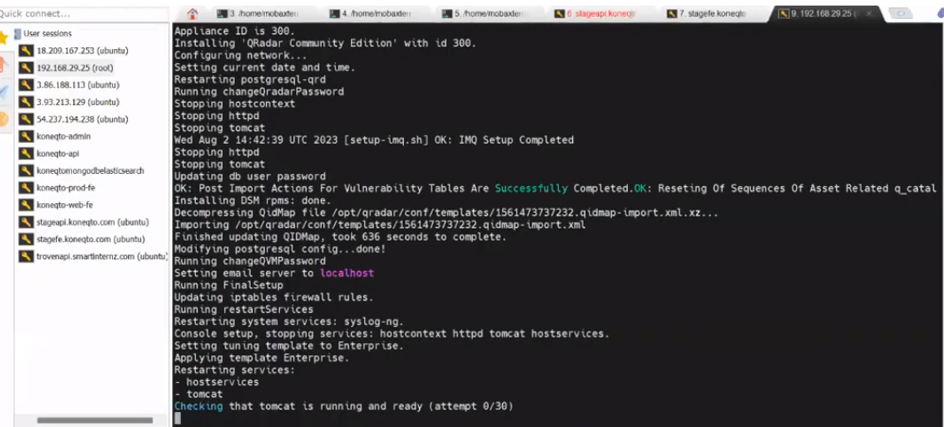 Quick connect...
3. /home/mobaxter
4. /home/mobaxter
5. /home/mobaxter
6. stageapi.koneqto
7. stagefe.koneqto
9. 192.168.29.25 (
User sessions
18.209.167.253 (ubuntu)
192.168.29.25 (root)
3.86.188.113 (ubuntu)
3.93.213.129 (ubuntu)
54.237.194.238 (ubuntu)
koneqto-admin
koneqto-api
koneqtomongodbelasticsearch
koneqto-prod-fe
koneqto-web-fe
stageapi.koneqto.com (ubuntu)
stagefe.koneqto.com (ubuntu)
trovenapi.smartinternz.com (ubuntu)
Appliance ID is 300.
Installing 'QRadar Community Edition' with id 300.
Configuring network...
Setting current date and time.
Restarting postgresql-qrd
Running changeQradarPassword
Stopping hostcontext
Stopping httpd
Stopping tomcat
Wed Aug 2 14:42:39 UTC 2023 [setup-imq.sh] OK: IMQ Setup Completed
Stopping httpd
Stopping tomcat
Updating db user password
OK: Post Import Actions For Vulnerability Tables Are Successfully Completed.OK: Reseting Of Sequences Of Asset Related q_catal
Installing DSM rpms: done.
Decompressing QidMap file /opt/qradar/conf/templates/1561473737232.qidmap-import.xml.xz...
Importing /opt/qradar/conf/templates/1561473737232.qidmap-import.xml
Finished updating QIDMap, took 636 seconds to complete.
Modifying postgresql config...done!
Running changeQVMPassword
Setting email server to localhost
Running FinalSetup
Updating iptables firewall rules.
Running restartServices
Restarting system services: syslog-ng.
Console setup, stopping services: hostcontext httpd tomcat hostservices.
Setting tuning template to Enterprise.
Applying template Enterprise.
Restarting services:
- hostservices
- tomcat
Checking that tomcat is running and ready (attempt 0/30)